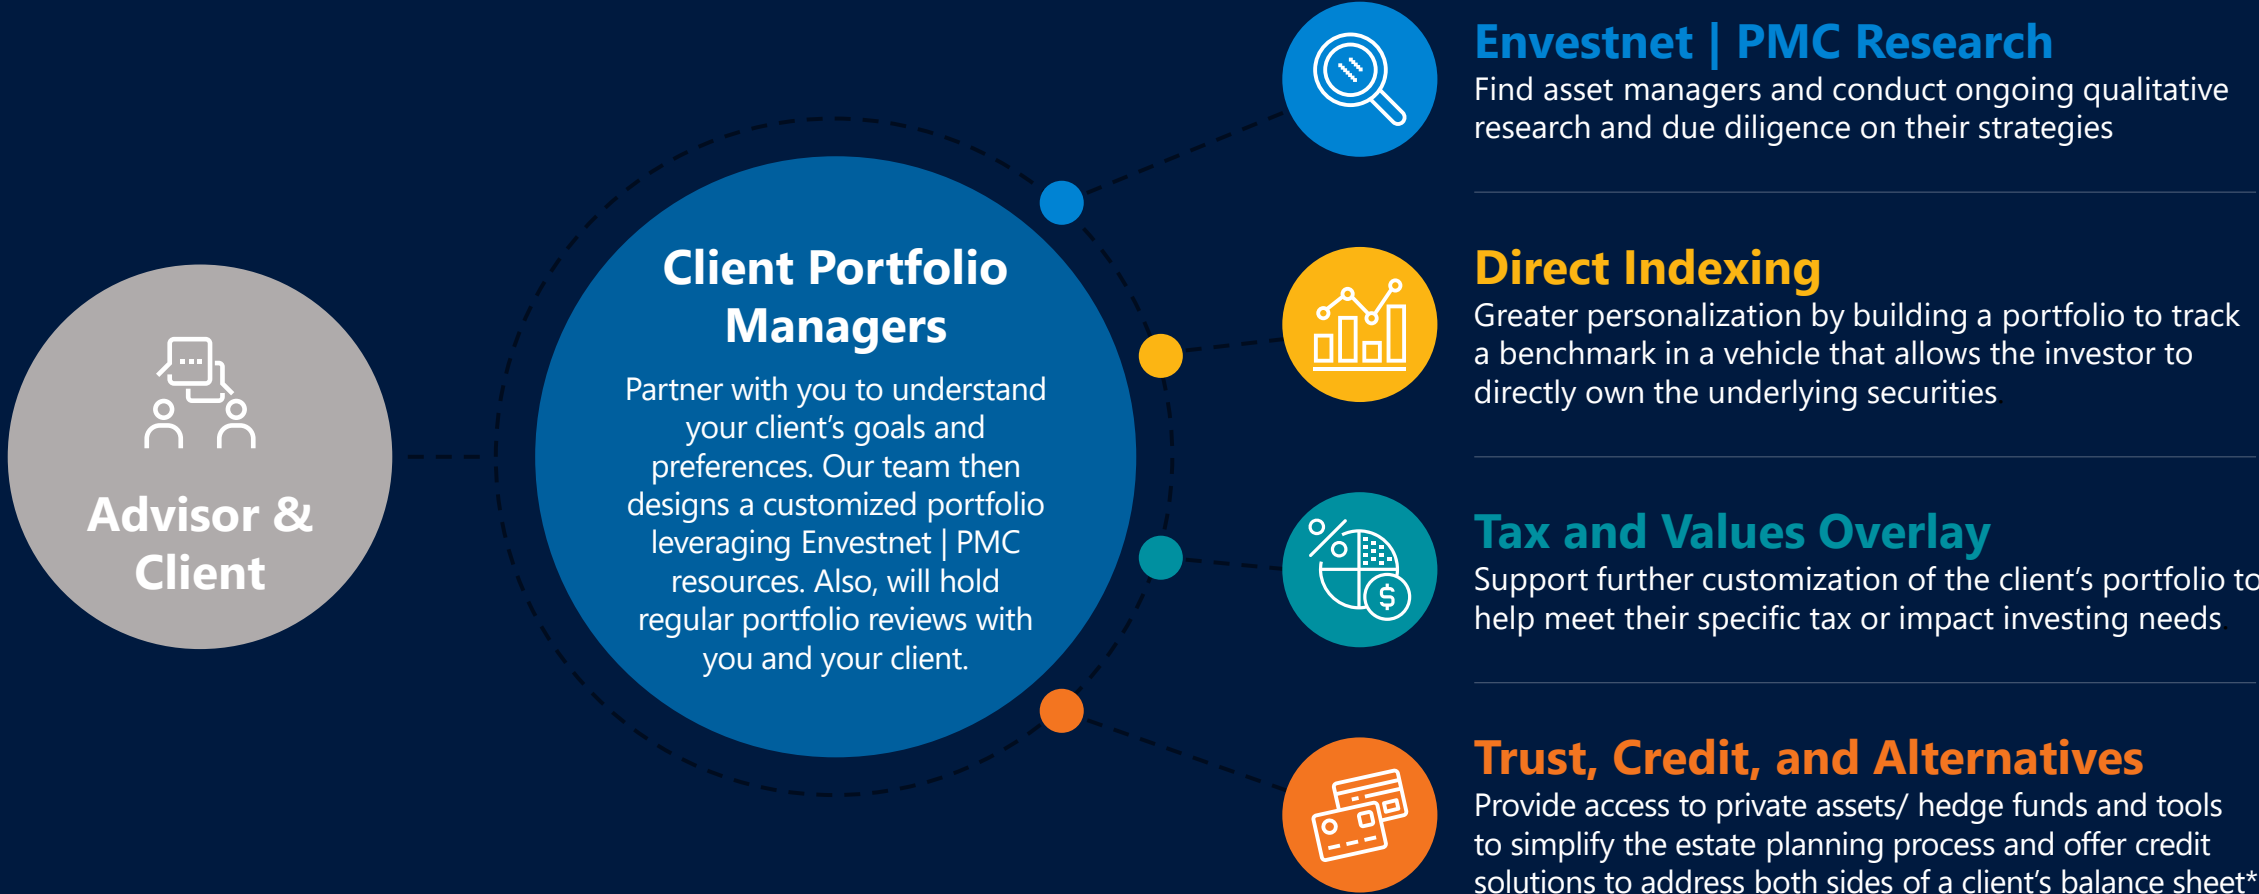 Advisor &
Client
Client Portfolio
Managers
Partner with you to understand
your client’s goals and
preferences. Our team then
designs a customized portfolio
leveraging Envestnet | PMC
resources. Also, will hold
regular portfolio reviews with
you and your client.
Envestnet | PMC Research
Find asset managers and conduct ongoing qualitative
research and due diligence on their strategies
Direct Indexing
Greater personalization by building a portfolio to track
a benchmark in a vehicle that allows the investor to
directly own the underlying securities.
Tax and Values Overlay
Support further customization of the client’s portfolio to
help meet their specific tax or impact investing needs.
Trust, Credit, and Alternatives
Provide access to private assets/ hedge funds and tools
to simplify the estate planning process and offer credit
solutions to address both sides of a client’s balance sheet*